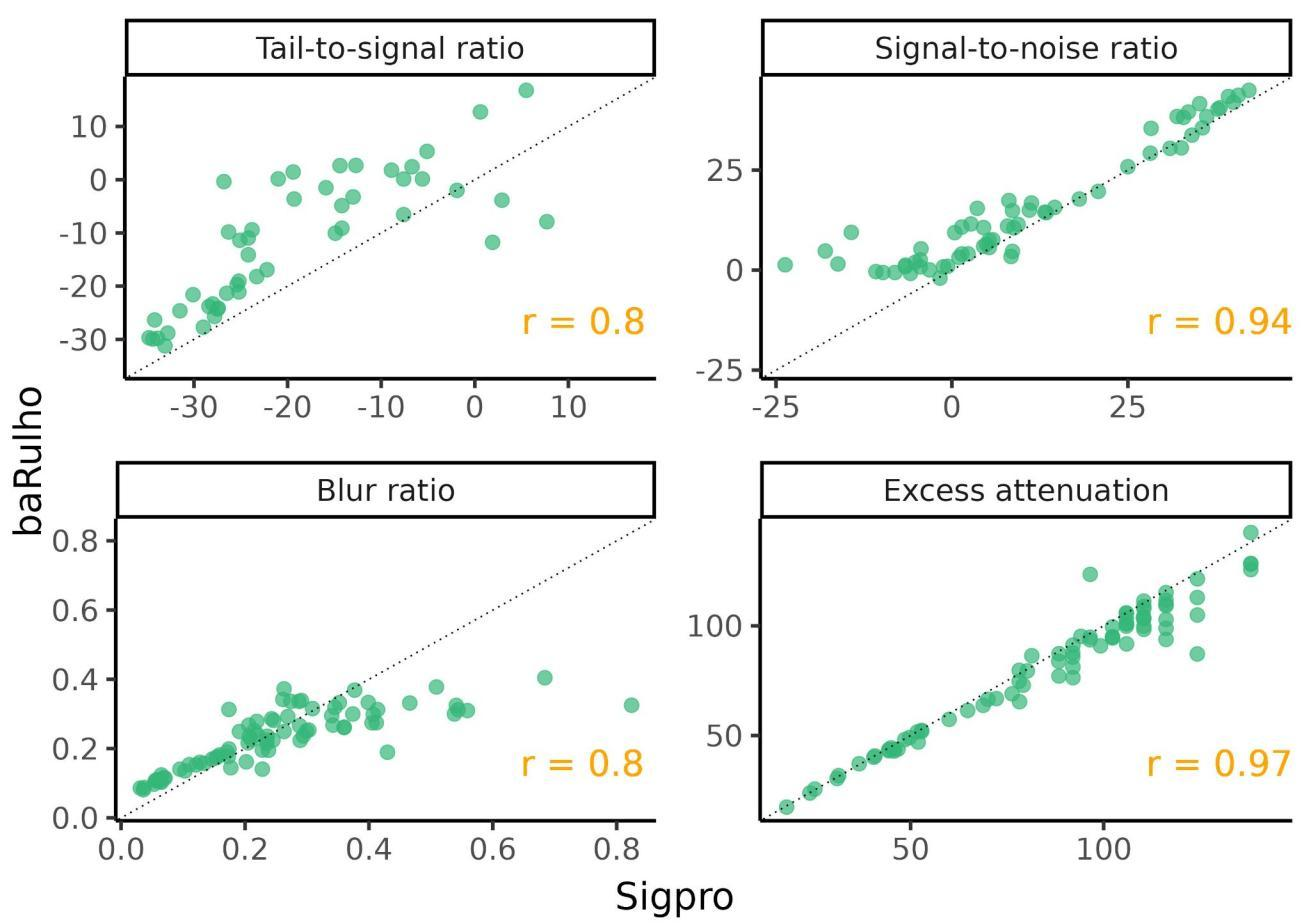 Tail-to-signal ratio
Signal-to-noise ratio
10
0
-10
-20
-30
r = 0.8
-30 -20 -10 0 10
25
0
-25
r = 0.94
-25 0 25
baRulho
Blur ratio
Excess attenuation
0.8
0.6
0.4
0.2
0.0
r = 0.8
0.0 0.2 0.4 0.6 0.8
100
50
r = 0.97
50 100
Sigpro